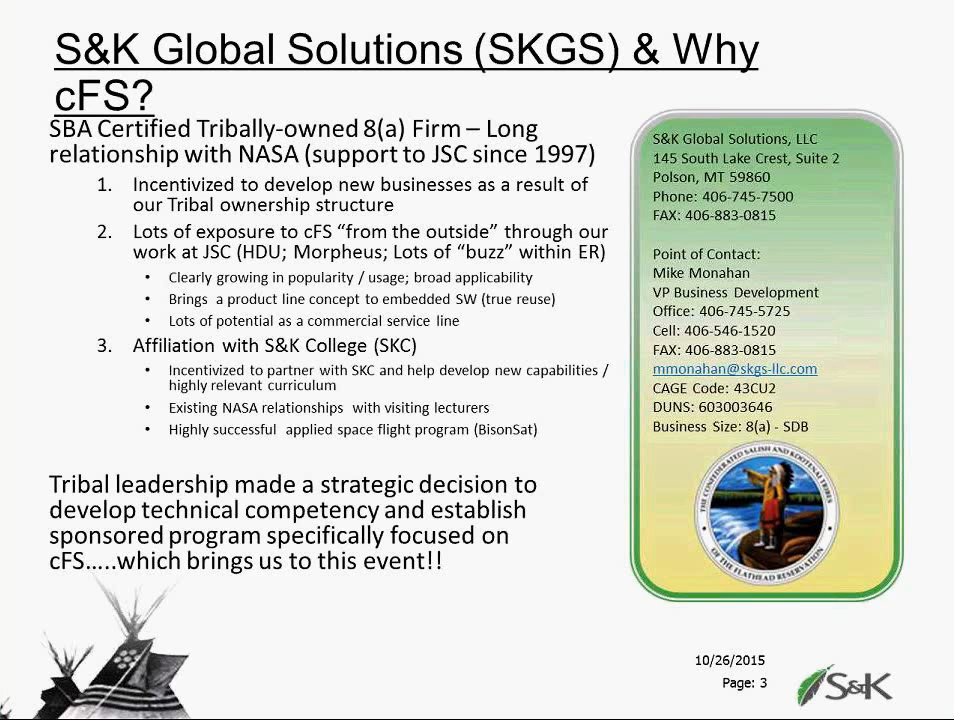 S&K Global Solutions (SKGS) & Why
cFS?
SBA Certified Tribally-owned 8(a) Firm – Long
relationship with NASA (support to JSC since 1997)
1. Incentivized to develop new businesses as a result of
our Tribal ownership structure
2. Lots of exposure to cFS “from the outside” through our
work at JSC (HDU; Morpheus; Lots of “buzz” within ER)
• Clearly growing in popularity / usage; broad applicability
• Brings a product line concept to embedded SW (true reuse)
• Lots of potential as a commercial service line
3. Affiliation with S&K College (SKC)
• Incentivized to partner with SKC and help develop new capabilities /
highly relevant curriculum
• Existing NASA relationships with visiting lecturers
• Highly successful applied space flight program (BisonSat)
Tribal leadership made a strategic decision to
develop technical competency and establish
sponsored program specifically focused on
cFS…..which brings us to this event!!
S&K Global Solutions, LLC
145 South Lake Crest, Suite 2
Polson, MT 59860
Phone: 406-745-7500
FAX: 406-883-0815
Point of Contact:
Mike Monahan
VP Business Development
Office: 406-745-5725
Cell: 406-546-1520
FAX: 406-883-0815
mmonahan@skgs-llc.com
CAGE Code: 43CU2
DUNS: 603003646
Business Size: 8(a) - SDB
THE CONFEDERATED SALISH AND KOOTENAI TRIBES
OF THE FLATHEAD RESERVATION
10/26/2015
Page: 3
S&K